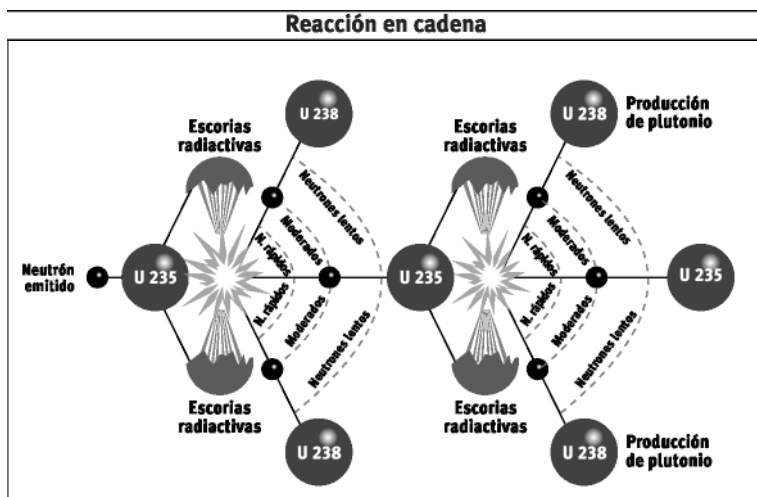 Reacción en cadena
U 238
Escorias
radiactivas
Neutrones lentos
Moderados
N. rápidos
Neutrón
emitido
U 235
N. rápidos
Moderados
Neutrones lentos
Escorias
radiactivas
U 238
U 238
Producción
de plutonio
Escorias
radiactivas
Neutrones lentos
Moderados
N. rápidos
U 235
U 235
N. rápidos
Moderados
Neutrones lentos
Escorias
radiactivas
U 238
Producción
de plutonio